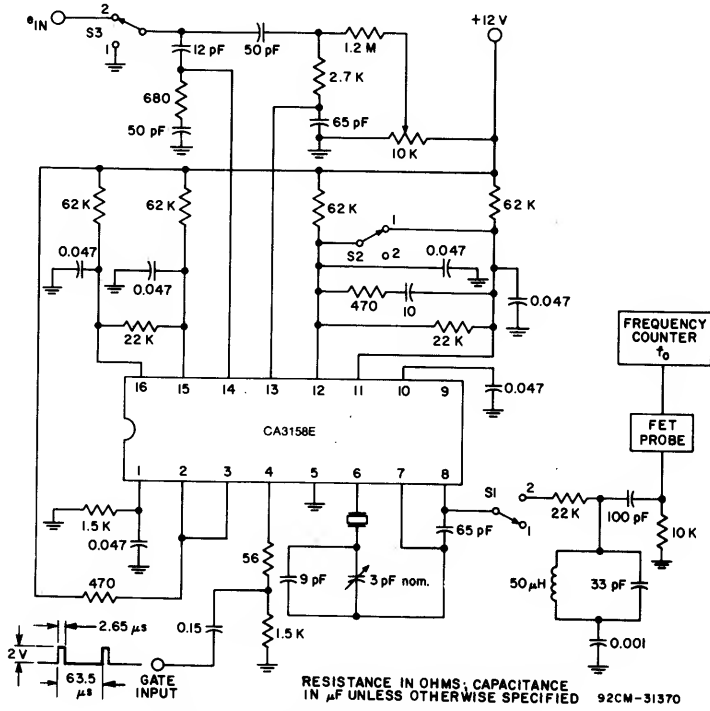 e IN
2
S3
1
12 pF
50 pF
1.2 M
+12 V
680
2.7 K
50 pF
65 pF
10 K
62 K
62 K
62 K
62 K
1
S2
2
0.047
0.047
0.047
470
10
0.047
22 K
22 K
FREQUENCY
COUNTER
fo
0.047
16
15
14
13
12
11
10
9
CA3158E
FET
PROBE
1
2
3
4
5
6
7
8
S1
2
1
22 K
100 pF
10 K
1.5 K
0.047
65 pF
56
9 pF
3 pF nom.
50 μH
33 pF
470
0.15
1.5 K
0.001
2.65 μs
2 V
63.5
μs
GATE
INPUT
RESISTANCE IN OHMS; CAPACITANCE
IN μF UNLESS OTHERWISE SPECIFIED
92CM-31370